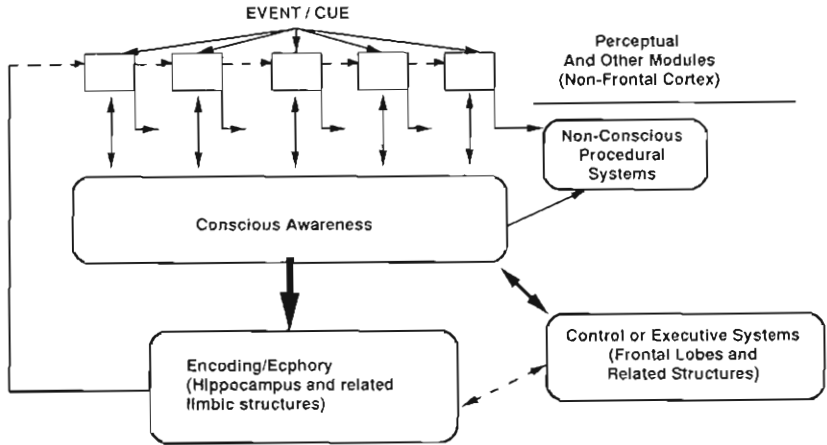 EVENT / CUE
Perceptual
And Other Modules
(Non-Frontal Cortex)
Non-Conscious
Procedural
Systems
Conscious Awareness
Control or Executive Systems
(Frontal Lobes and
Related Structures)
Encoding/Ecphory
(Hippocampus and related
limbic structures)